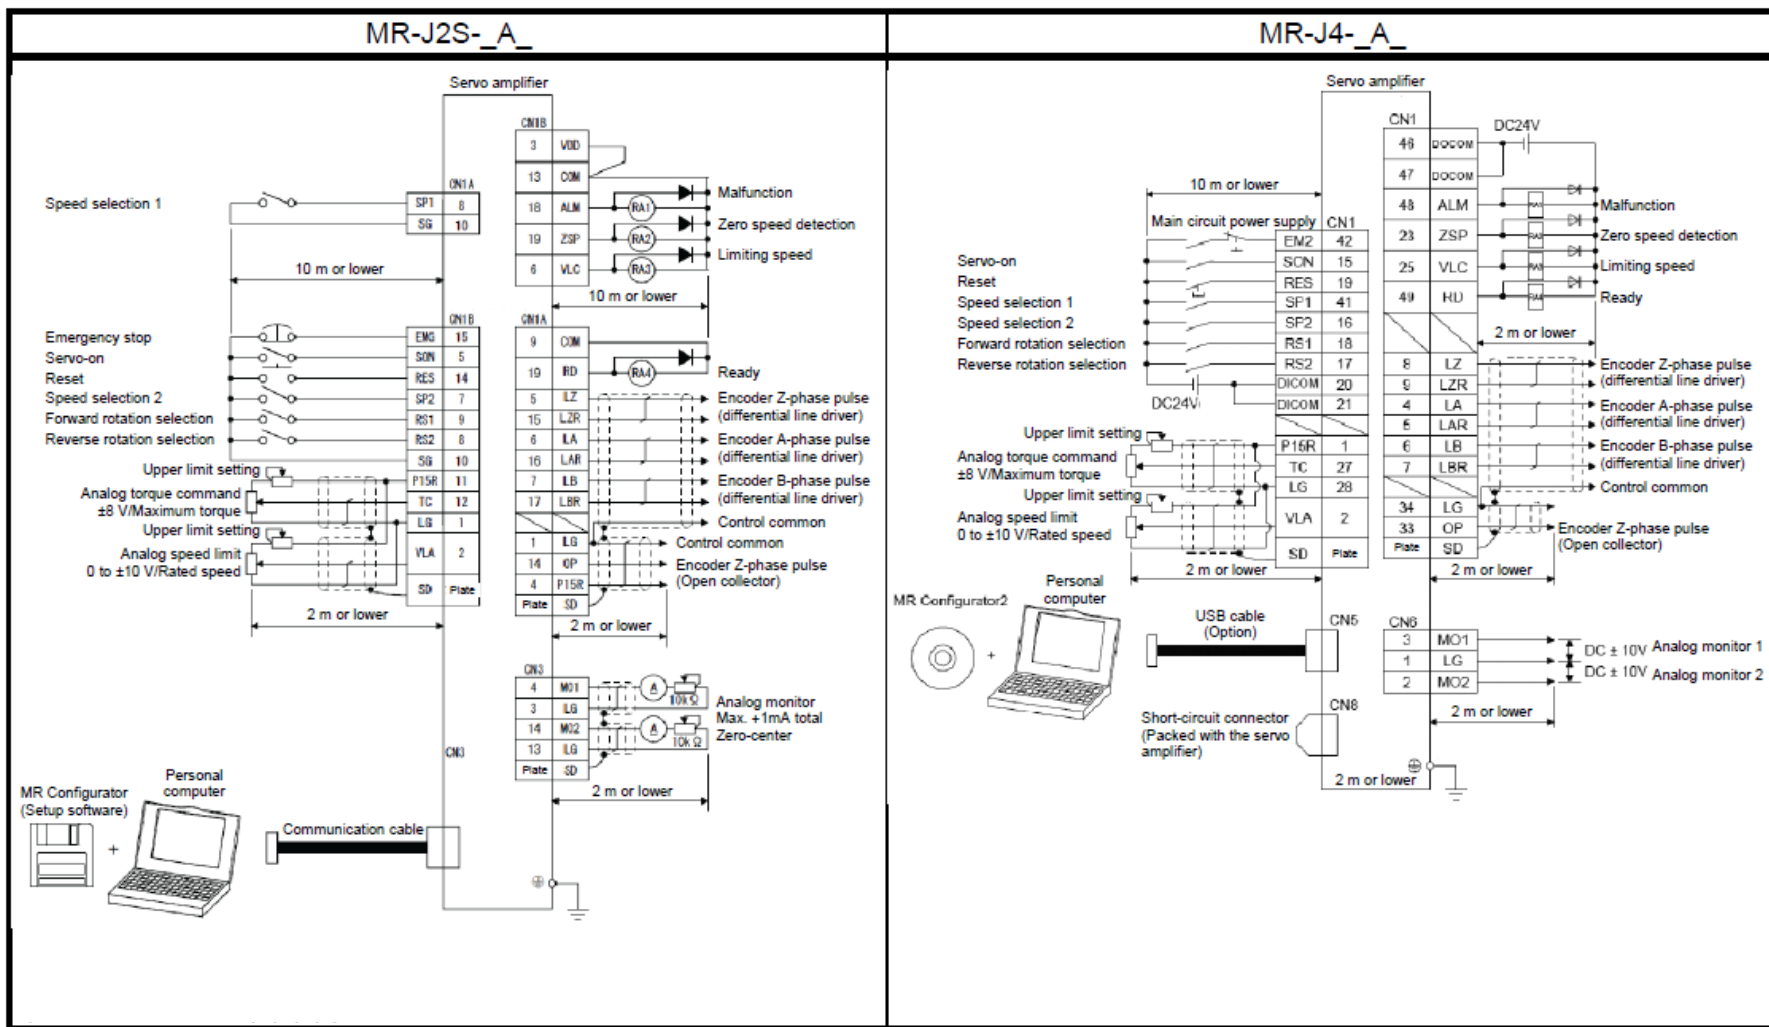 MR-J2S-_A_
MR-J4-_A_
Servo amplifier
CN1B
3 VDD
13 COM
18 ALM
19 ZSP
6 VLC
RA1
RA2
RA3
Malfunction
Zero speed detection
Limiting speed
10 m or lower
CN1A
Speed selection 1
SP1 8
SG 10
10 m or lower
CN1B
Emergency stop
Servo-on
Reset
Speed selection 2
Forward rotation selection
Reverse rotation selection
EMG 15
SON 5
RES 14
SP2 7
RS1 9
RS2 8
SG 10
P15R 11
TC 12
LG 1
VLA 2
SD Plate
Upper limit setting
Analog torque command
±8 V/Maximum torque
Upper limit setting
Analog speed limit
0 to ±10 V/Rated speed
2 m or lower
CN1A
9 COM
19 RD
5 LZ
15 LZR
6 LA
16 LAR
7 LB
17 LBR
1 LG
14 OP
4 P15R
Plate SD
RA4
Ready
Encoder Z-phase pulse
(differential line driver)
Encoder A-phase pulse
(differential line driver)
Encoder B-phase pulse
(differential line driver)
Control common
Control common
Encoder Z-phase pulse
(Open collector)
2 m or lower
CN3
4 MO1
3 LG
14 MO2
13 LG
Plate SD
A
10kΩ
A
10kΩ
Analog monitor
Max. +1mA total
Zero-center
2 m or lower
CN3
MR Configurator
(Setup software)
+
Personal
computer
Communication cable
Servo amplifier
CN1
46 DOCOM
47 DOCOM
48 ALM
23 ZSP
25 VLC
49 RD
DC24V
RA1
RA2
RA3
RA4
Malfunction
Zero speed detection
Limiting speed
Ready
2 m or lower
10 m or lower
Main circuit power supply
CN1
Servo-on
Reset
Speed selection 1
Speed selection 2
Forward rotation selection
Reverse rotation selection
EM2 42
SON 15
RES 19
SP1 41
SP2 16
RS1 18
RS2 17
DICOM 20
DICOM 21
P15R 1
TC 27
LG 28
VLA 2
SD Plate
DC24V
Upper limit setting
Analog torque command
±8 V/Maximum torque
Upper limit setting
Analog speed limit
0 to ±10 V/Rated speed
2 m or lower
8 LZ
9 LZR
4 LA
5 LAR
6 LB
7 LBR
34 LG
33 OP
Plate SD
Encoder Z-phase pulse
(differential line driver)
Encoder A-phase pulse
(differential line driver)
Encoder B-phase pulse
(differential line driver)
Control common
Encoder Z-phase pulse
(Open collector)
2 m or lower
MR Configurator2
+
Personal
computer
USB cable
(Option)
CN5
CN6
3 MO1
1 LG
2 MO2
DC ± 10V Analog monitor 1
DC ± 10V Analog monitor 2
2 m or lower
CN8
Short-circuit connector
(Packed with the servo
amplifier)
2 m or lower